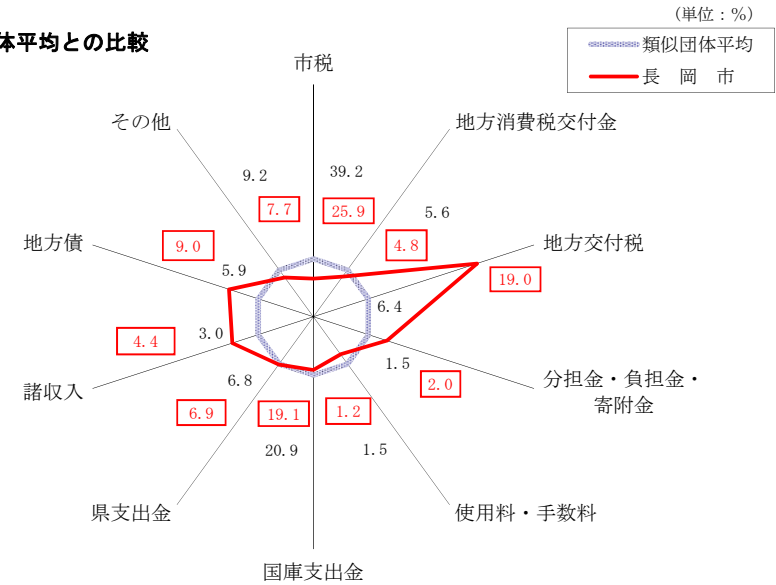 (単位：%)
体平均との比較
類似団体平均
長 岡 市
市税
その他
地方消費税交付金
9.2
39.2
7.7
25.9
5.6
地方債
9.0
4.8
地方交付税
5.9
19.0
6.4
4.4
3.0
1.5
2.0
諸収入
6.8
分担金・負担金・
寄附金
6.9
19.1
1.2
20.9
1.5
県支出金
使用料・手数料
国庫支出金